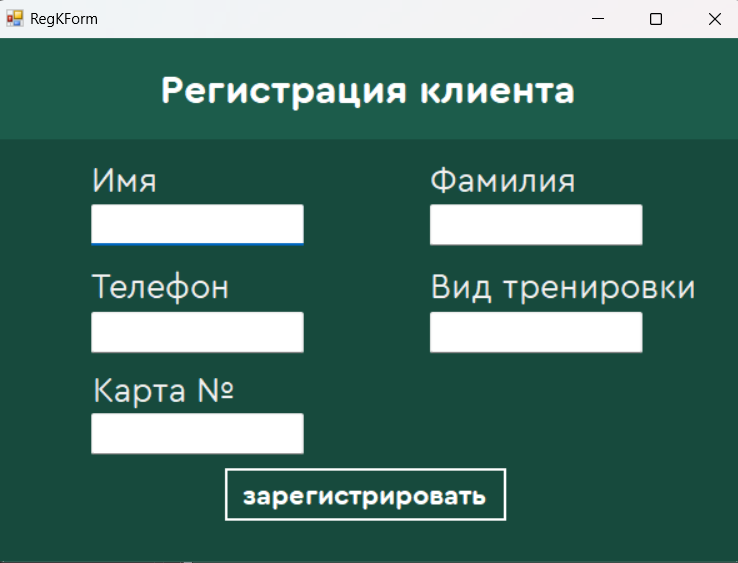 RegKForm
Регистрация клиента
Имя
Фамилия
Телефон
Вид тренировки
Карта №
зарегистрировать